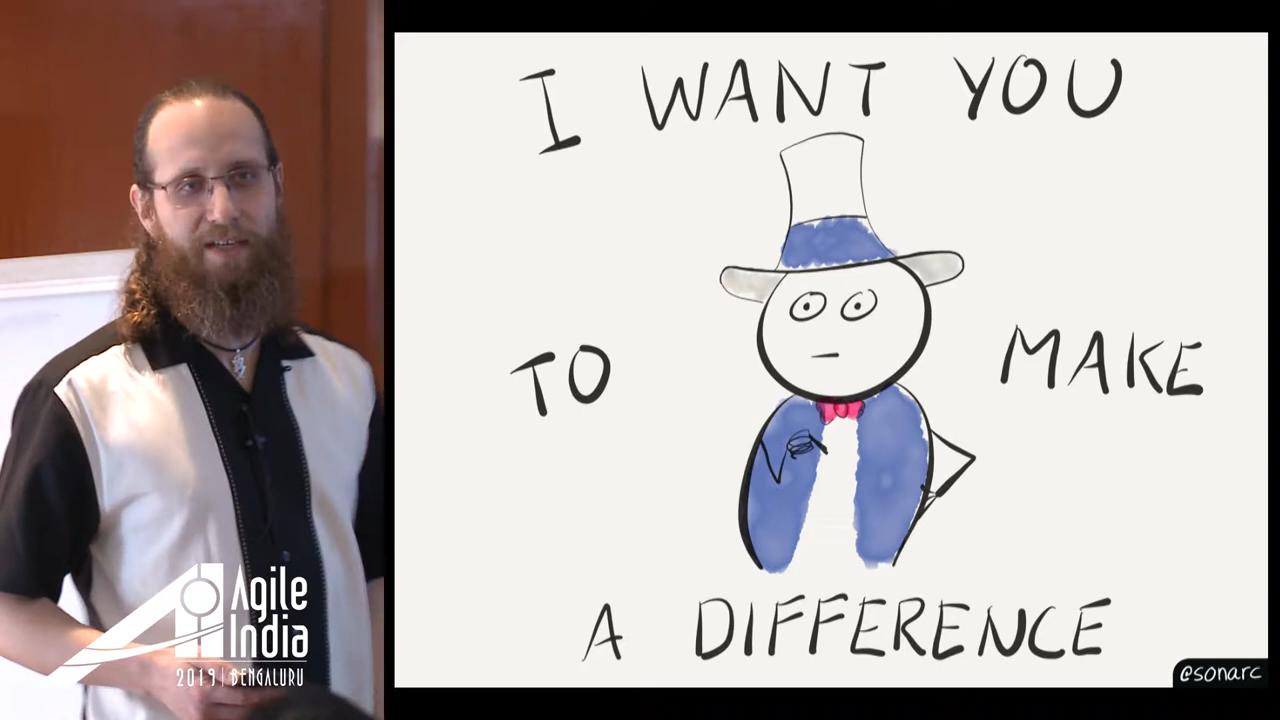 I WANT YOU
TO MAKE
A DIFFERENCE
@sonarc
Agile
India
2019 | BENGALURU